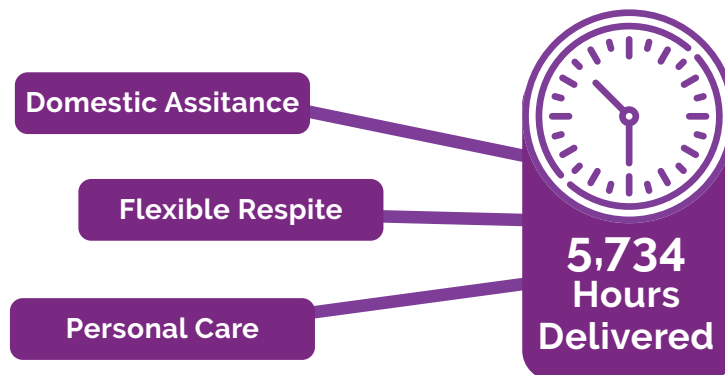 Domestic Assitance
Flexible Respite
Personal Care
5,734
Hours
Delivered